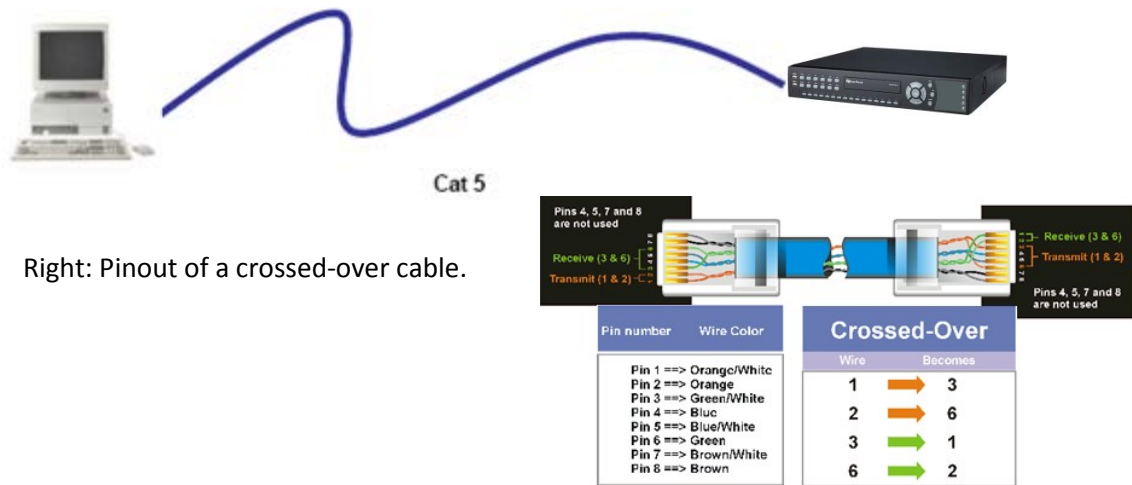 Cat 5
Right: Pinout of a crossed-over cable.
Pins 4, 5, 7 and 8
are not used
Receive (3 & 6)
Transmit (1 & 2)
Receive (3 & 6)
Transmit (1 & 2)
Pins 4, 5, 7 and 8
are not used
Pin number Wire Color
Pin 1 ==> Orange/White
Pin 2 ==> Orange
Pin 3 ==> Green/White
Pin 4 ==> Blue
Pin 5 ==> Blue/White
Pin 6 ==> Green
Pin 7 ==> Brown/White
Pin 8 ==> Brown
Crossed-Over
Wire Becomes
1 3
2 6
3 1
6 2